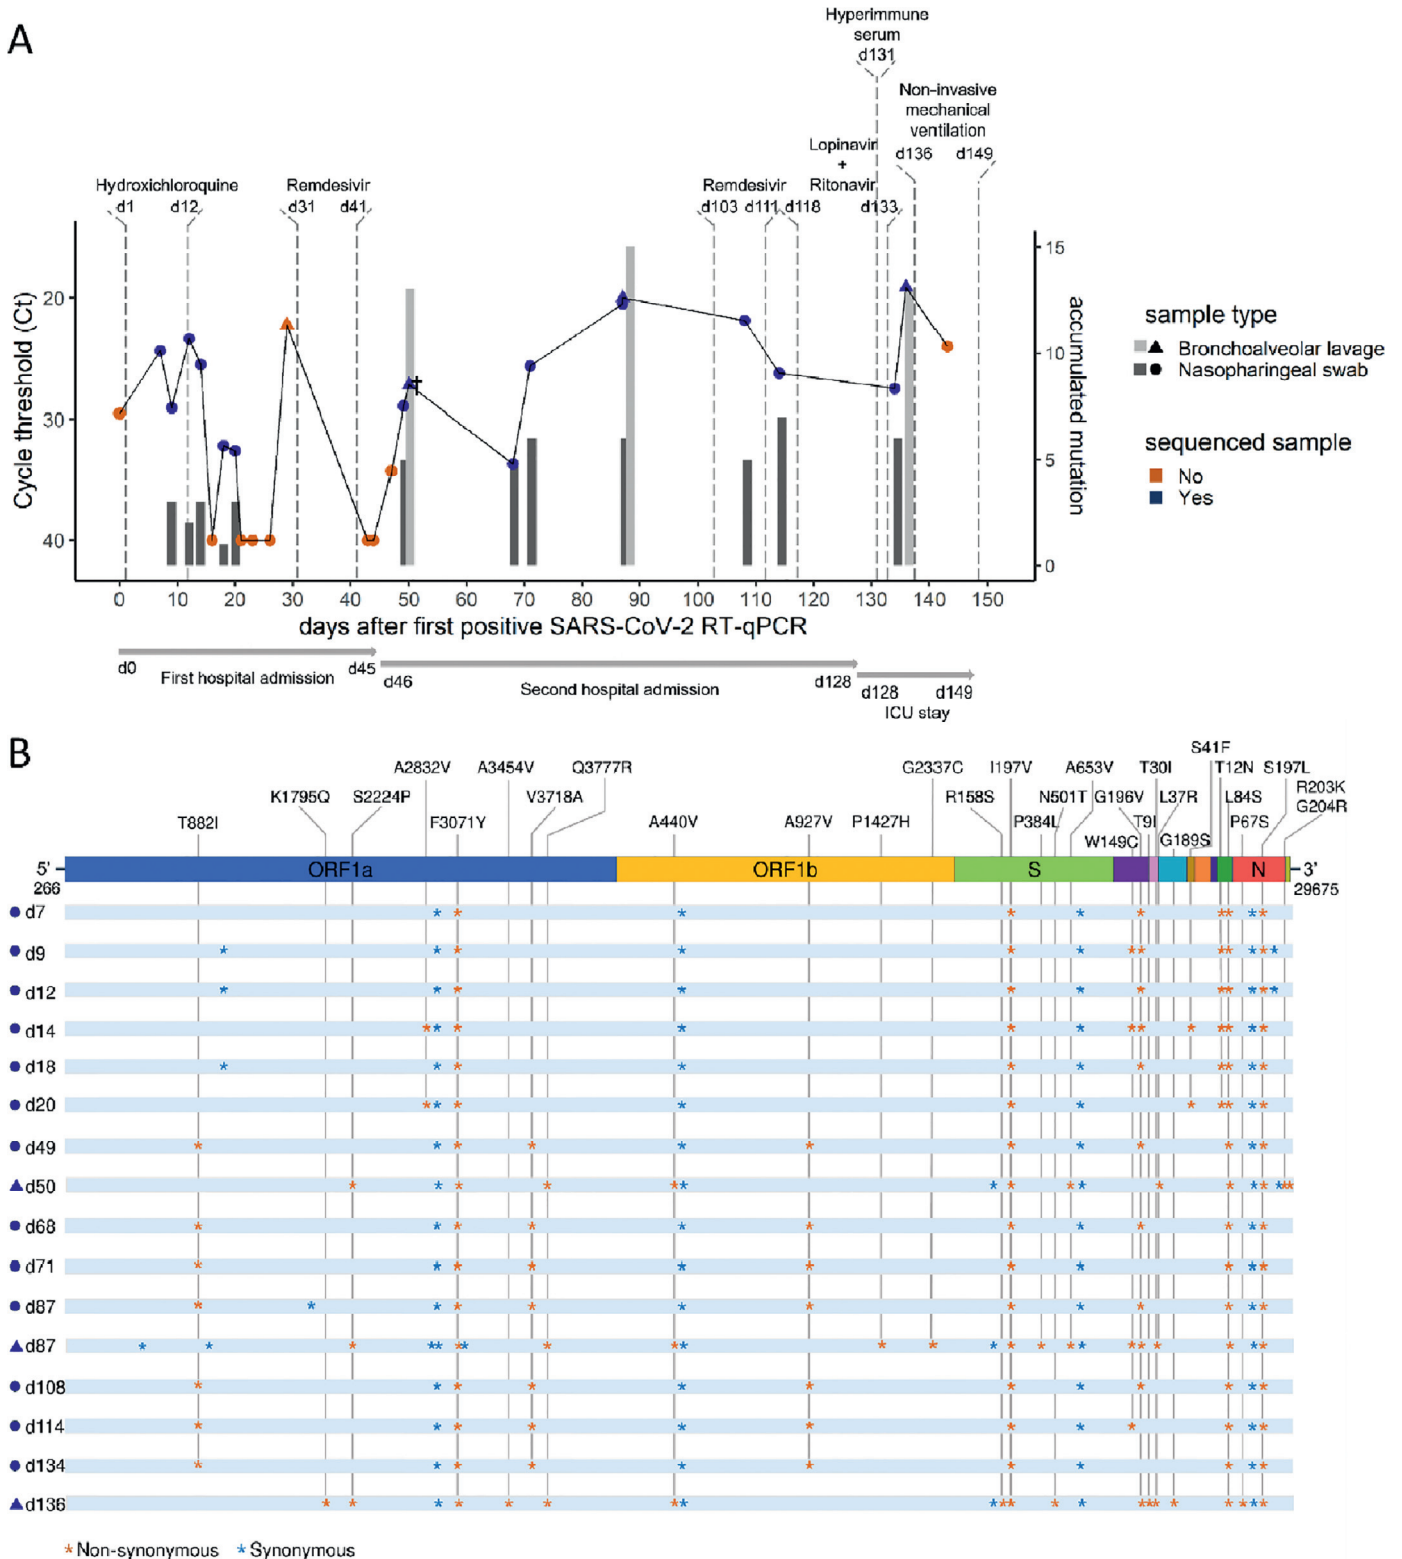 A
Hyperimmune
serum
d131
Non-invasive
mechanical
ventilation
d136 d149
Lopinavir
+
Ritonavir
d133
Hydroxichloroquine
d1 d12
Remdesivir
d31 d41
Remdesivir
d103 d111 d118
Cycle threshold (Ct)
20
30
40
15
10
5
0
accumulated mutation
0 10 20 30 40 50 60 70 80 90 100 110 120 130 140 150
days after first positive SARS-CoV-2 RT-qPCR
sample type
Bronchoalveolar lavage
Nasopharingeal swab
sequenced sample
No
Yes
d0 First hospital admission d45
d46 Second hospital admission d128
d128 d149
ICU stay
B
S41F
A2832V A3454V Q3777R G2337C I197V A653V T30I T12N S197L
K1795Q S2224P V3718A R158S N501T G196V L37R L84S R203K
G204R
T882I F3071Y A440V A927V P1427H P384L T9I P67S
W149C G189S
5' ORF1a ORF1b S N 3'
266 29675
d7
d9
d12
d14
d18
d20
d49
d50
d68
d71
d87
d87
d108
d114
d134
d136
* Non-synonymous * Synonymous